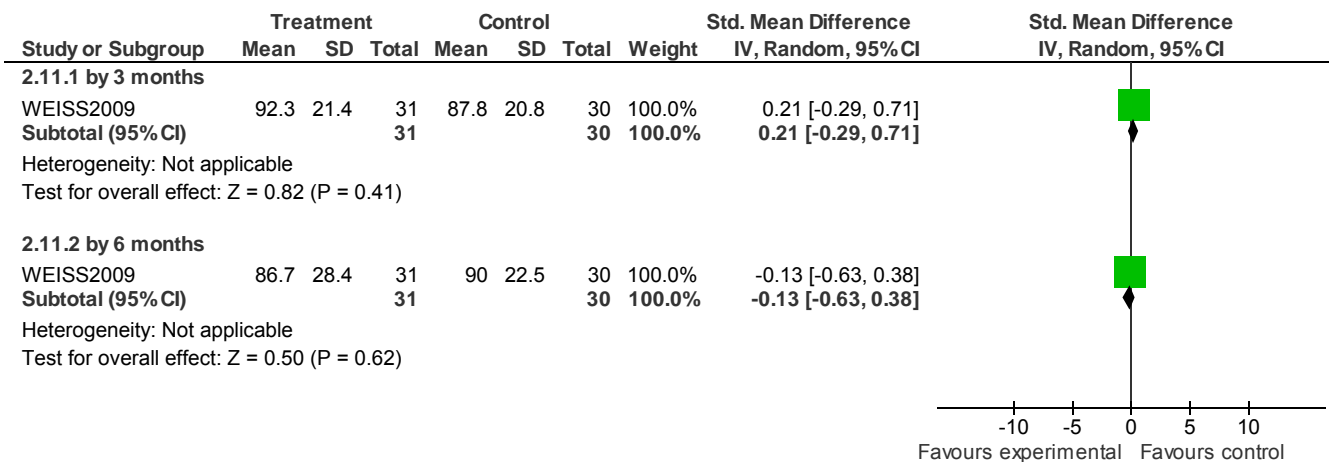 Treatment Control Std. Mean Difference Std. Mean Difference
Study or Subgroup Mean SD Total Mean SD Total Weight IV, Random, 95% CI IV, Random, 95% CI
2.11.1 by 3 months
WEISS2009 92.3 21.4 31 87.8 20.8 30 100.0% 0.21 [-0.29, 0.71]
Subtotal (95% CI) 31 30 100.0% 0.21 [-0.29, 0.71]
Heterogeneity: Not applicable
Test for overall effect: Z = 0.82 (P = 0.41)
2.11.2 by 6 months
WEISS2009 86.7 28.4 31 90 22.5 30 100.0% -0.13 [-0.63, 0.38]
Subtotal (95% CI) 31 30 100.0% -0.13 [-0.63, 0.38]
Heterogeneity: Not applicable
Test for overall effect: Z = 0.50 (P = 0.62)
-10 -5 0 5 10
Favours experimental Favours control